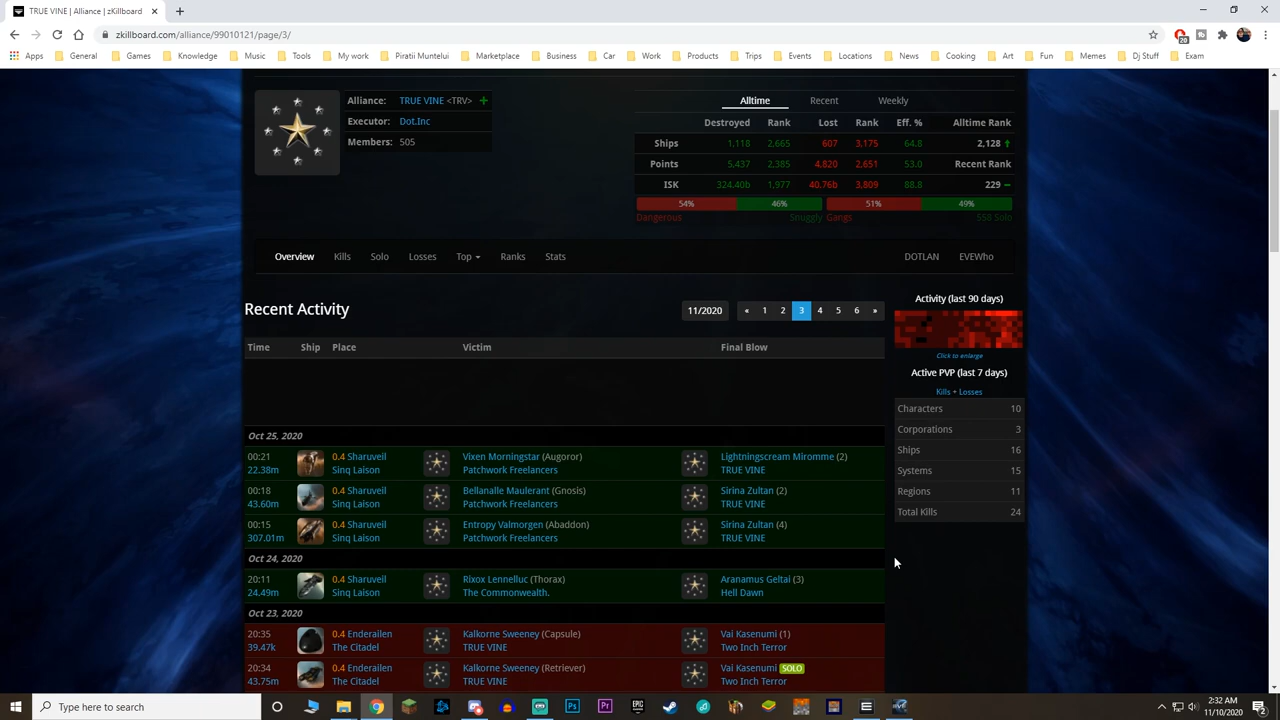 TRUE VINE | Alliance | zKillboard
zkillboard.com/alliance/99010121/page/3/
20
Apps General Knowledge Music Tools My work Piratii Muntelui Marketplace Business Car Work Products Trips Events Locations News Cooking Art Fun Memes Dj Stuff Exam
Alliance: TRUE VINE <TRV> +
Executor: Dot.Inc
Members: 505
Alltime Recent Weekly
Destroyed Rank Lost Rank Eff. % Alltime Rank
Ships 1,118 2,665 607 3,175 64.8 2,128
Points 5,437 2,385 4,820 2,651 53.0 Recent Rank
ISK 324.40b 1,977 40.76b 3,809 88.8 229
54% 46% 51% 49%
Dangerous Snuggly Gangs 558 Solo
Overview Kills Solo Losses Top Ranks Stats DOTLAN EVEWho
Recent Activity
11/2020 « 1 2 3 4 5 6 »
Time Ship Place Victim Final Blow
Oct 25, 2020
00:21 0.4 Sharuveil Vixen Morningstar (Augoror) Lightningscream Miromme (2)
22.38m Sinq Laison Patchwork Freelancers TRUE VINE
00:18 0.4 Sharuveil Bellanalle Maulerant (Gnosis) Sirina Zultan (2)
43.60m Sinq Laison Patchwork Freelancers TRUE VINE
00:15 0.4 Sharuveil Entropy Valmorgen (Abaddon) Sirina Zultan (4)
307.01m Sinq Laison Patchwork Freelancers TRUE VINE
Oct 24, 2020
20:11 0.4 Sharuveil Rixox Lennelluc (Thorax) Aranamus Geltai (3)
24.49m Sinq Laison The Commonwealth. Hell Dawn
Oct 23, 2020
20:35 0.4 Enderailen Kalkorne Sweeney (Capsule) Vai Kasenumi (1)
39.47k The Citadel TRUE VINE Two Inch Terror
20:34 0.4 Enderailen Kalkorne Sweeney (Retriever) Vai Kasenumi SOLO
43.75m The Citadel TRUE VINE Two Inch Terror
Activity (last 90 days)
Click to enlarge
Active PVP (last 7 days)
Kills + Losses
Characters 10
Corporations 3
Ships 16
Systems 15
Regions 11
Total Kills 24
Type here to search
Ps
Pr
EPIC
2:32 AM
11/10/2020
2